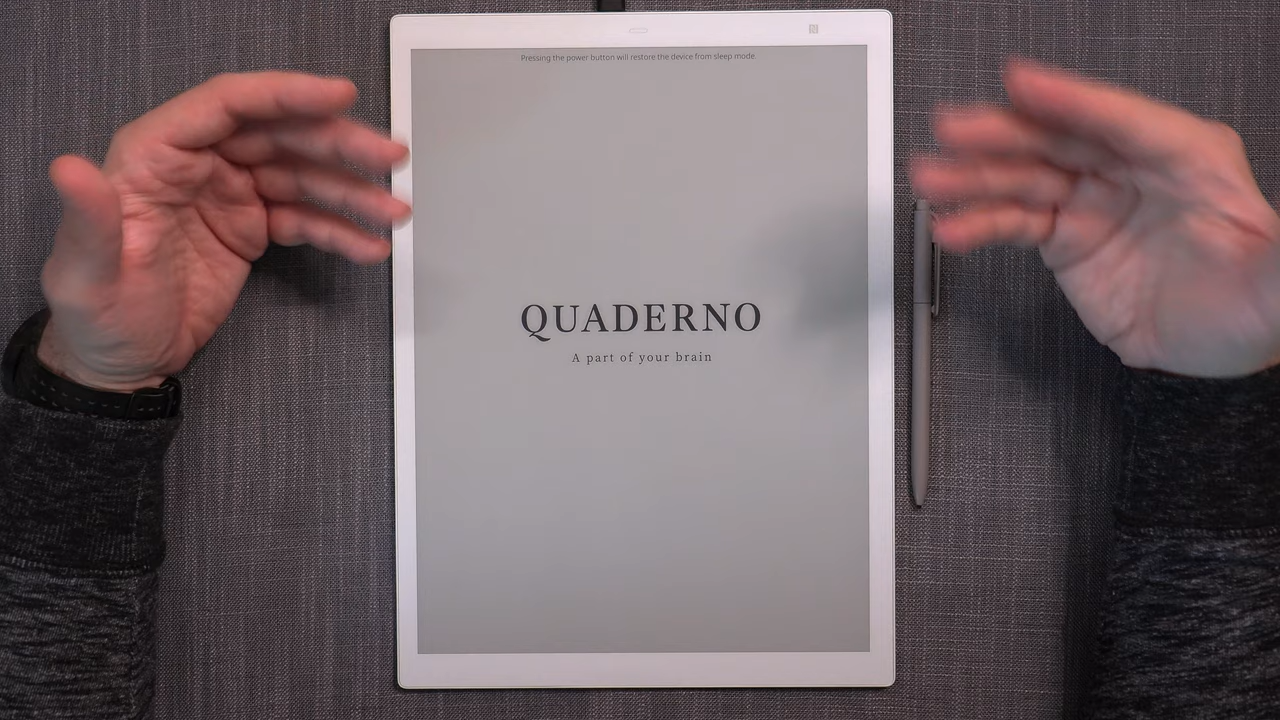 Pressing the power button will restore the device from sleep mode.
QUADERNO
A part of your brain